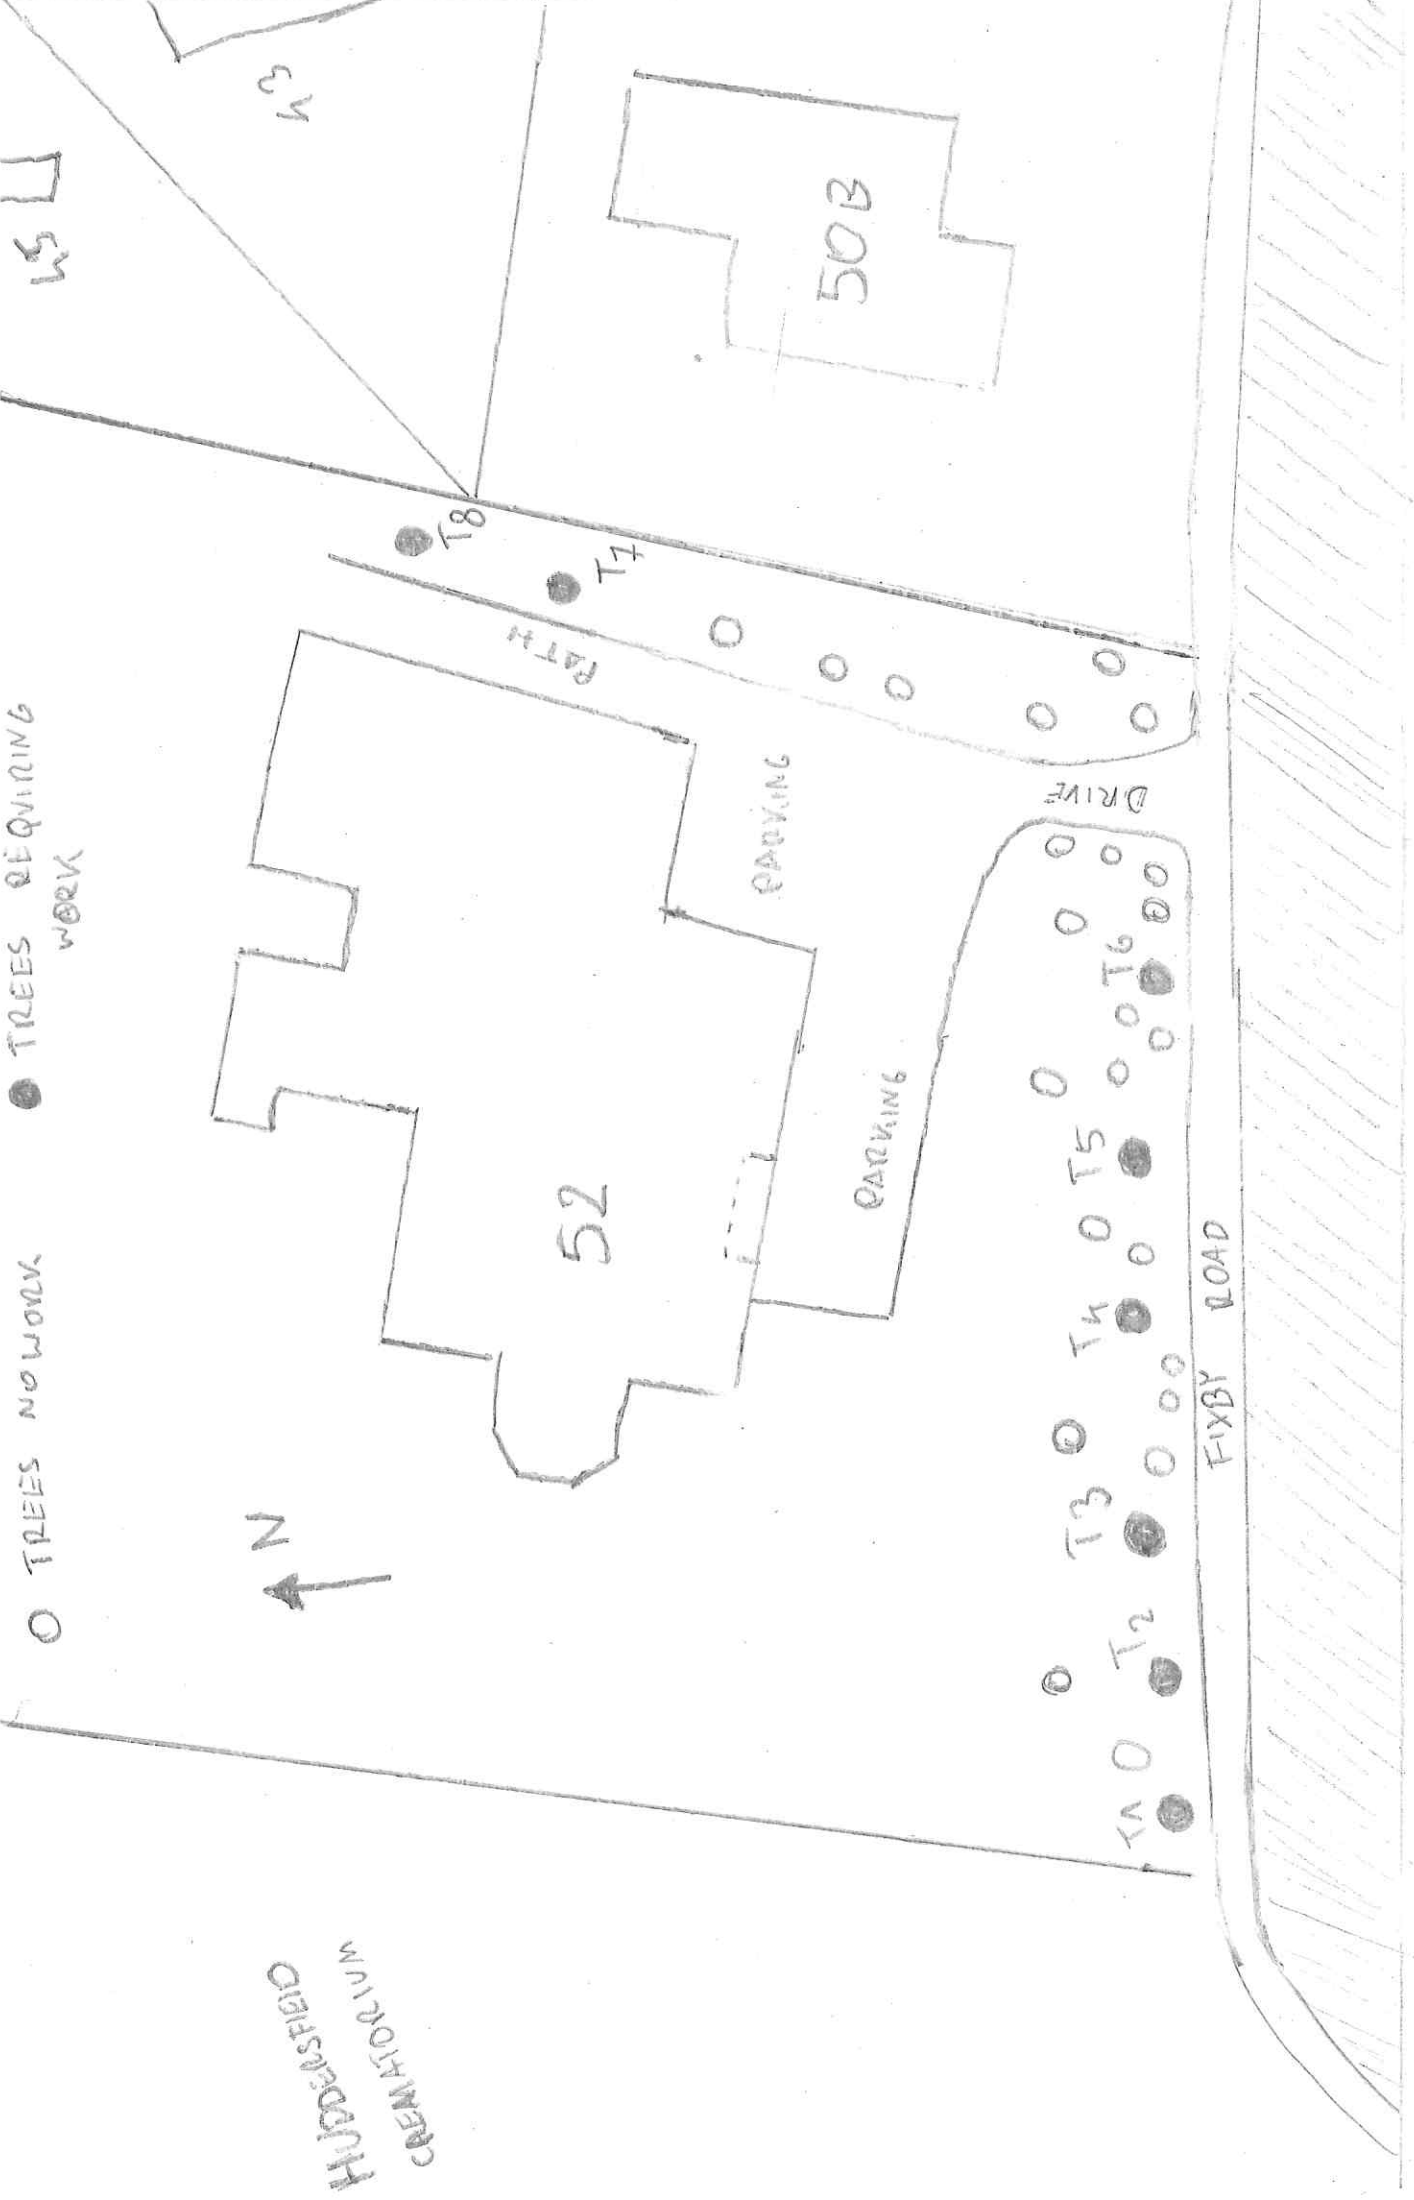 O TREES NO WORK
● TREES REQUIRING
WORK
N
HUDDERSFIELD
CREMATORIUM
45
43
50B
52
PATH
PARKING
PARKING
DRIVE
T1
T2
T3
T4
T5
T6
T7
T8
FIXBY ROAD